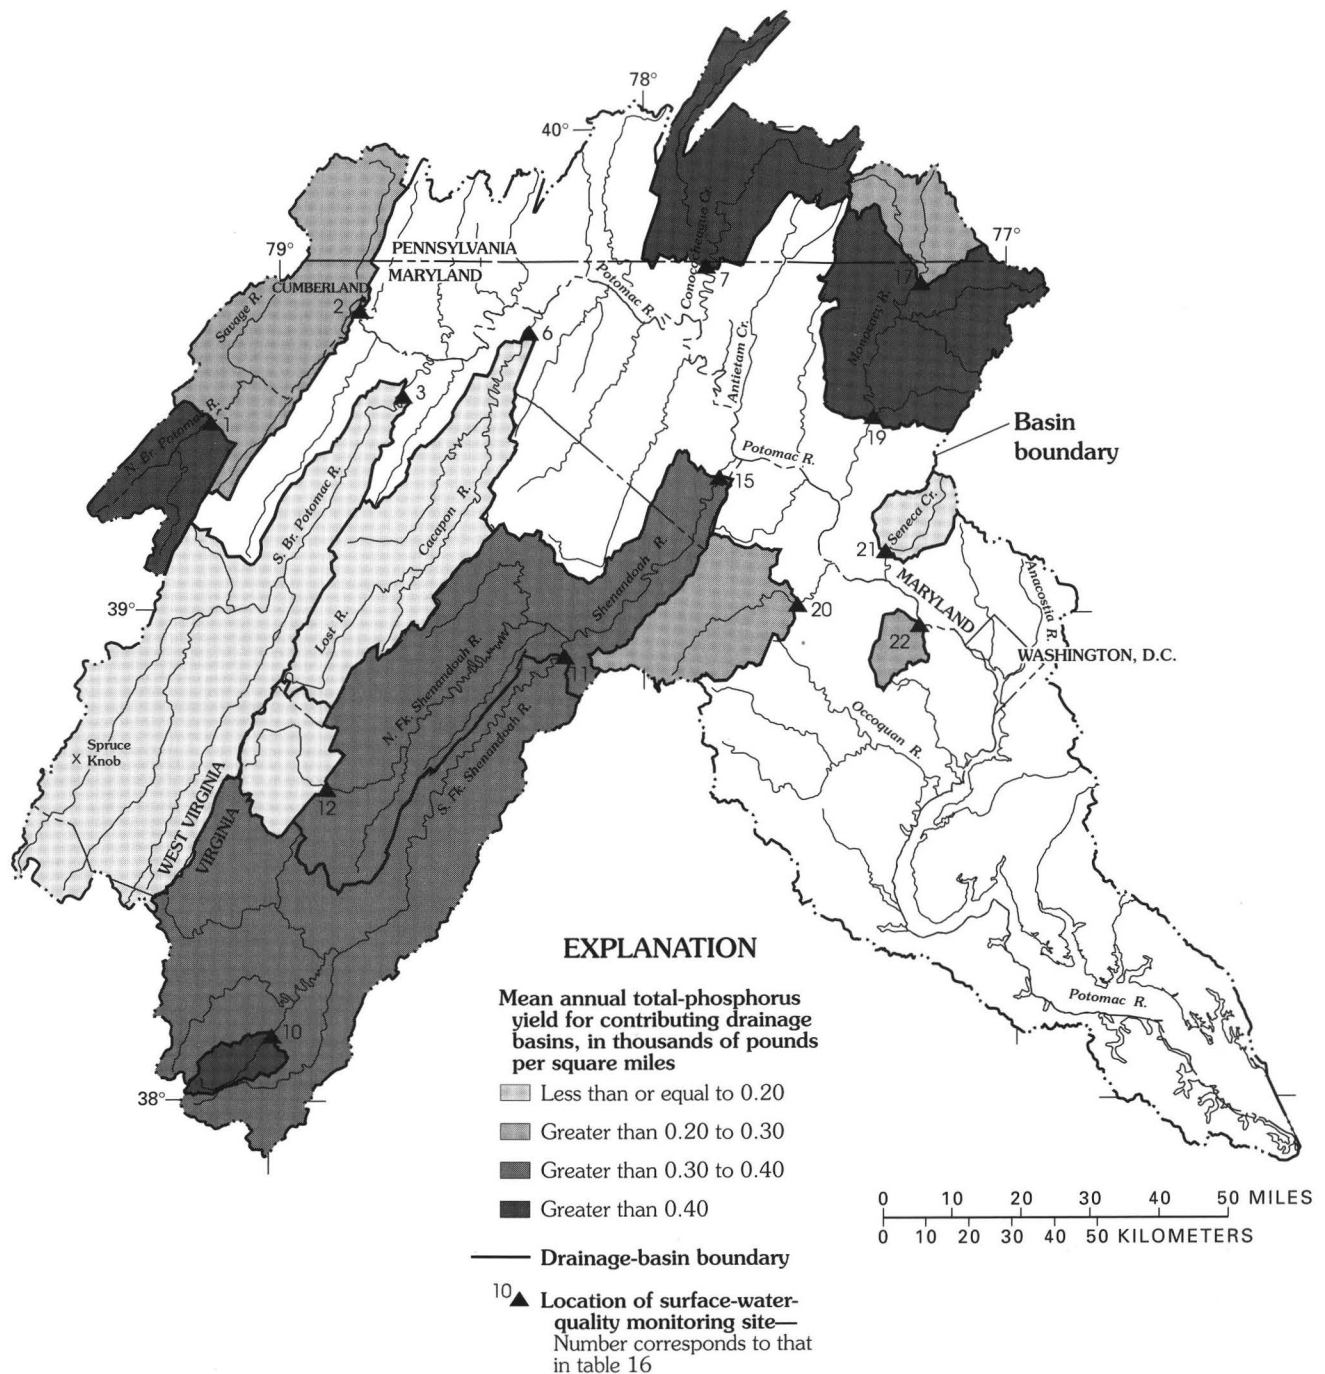 78°
40°
79°
77°
PENNSYLVANIA
MARYLAND
CUMBERLAND
Savage R.
2
Potomac R.
Conococheague Cr.
7
17
Monocacy R.
6
Antietam Cr.
3
N. Br. Potomac R.
1
19
Basin
boundary
Potomac R.
15
S. Br. Potomac R.
Cacapon R.
Seneca Cr.
21
MARYLAND
Anacostia R.
39°
Lost R.
Shenandoah R.
20
22
WASHINGTON, D.C.
11
N. Fk. Shenandoah R.
S. Fk. Shenandoah R.
Occoquan R.
x Spruce
Knob
12
WEST VIRGINIA
VIRGINIA
Potomac R.
10
38°
EXPLANATION
Mean annual total-phosphorus
yield for contributing drainage
basins, in thousands of pounds
per square miles
Less than or equal to 0.20
Greater than 0.20 to 0.30
Greater than 0.30 to 0.40
Greater than 0.40
Drainage-basin boundary
10 Location of surface-water-
quality monitoring site—
Number corresponds to that
in table 16
0 10 20 30 40 50 MILES
0 10 20 30 40 50 KILOMETERS